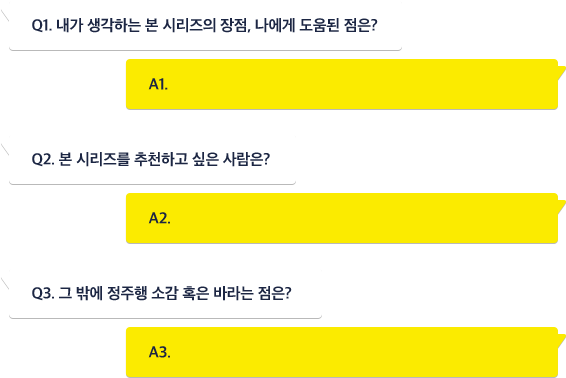 Q1. 내가 생각하는 본 시리즈의 장점, 나에게 도움된 점은?
A1.
Q2. 본 시리즈를 추천하고 싶은 사람은?
A2.
Q3. 그 밖에 정주행 소감 혹은 바라는 점은?
A3.